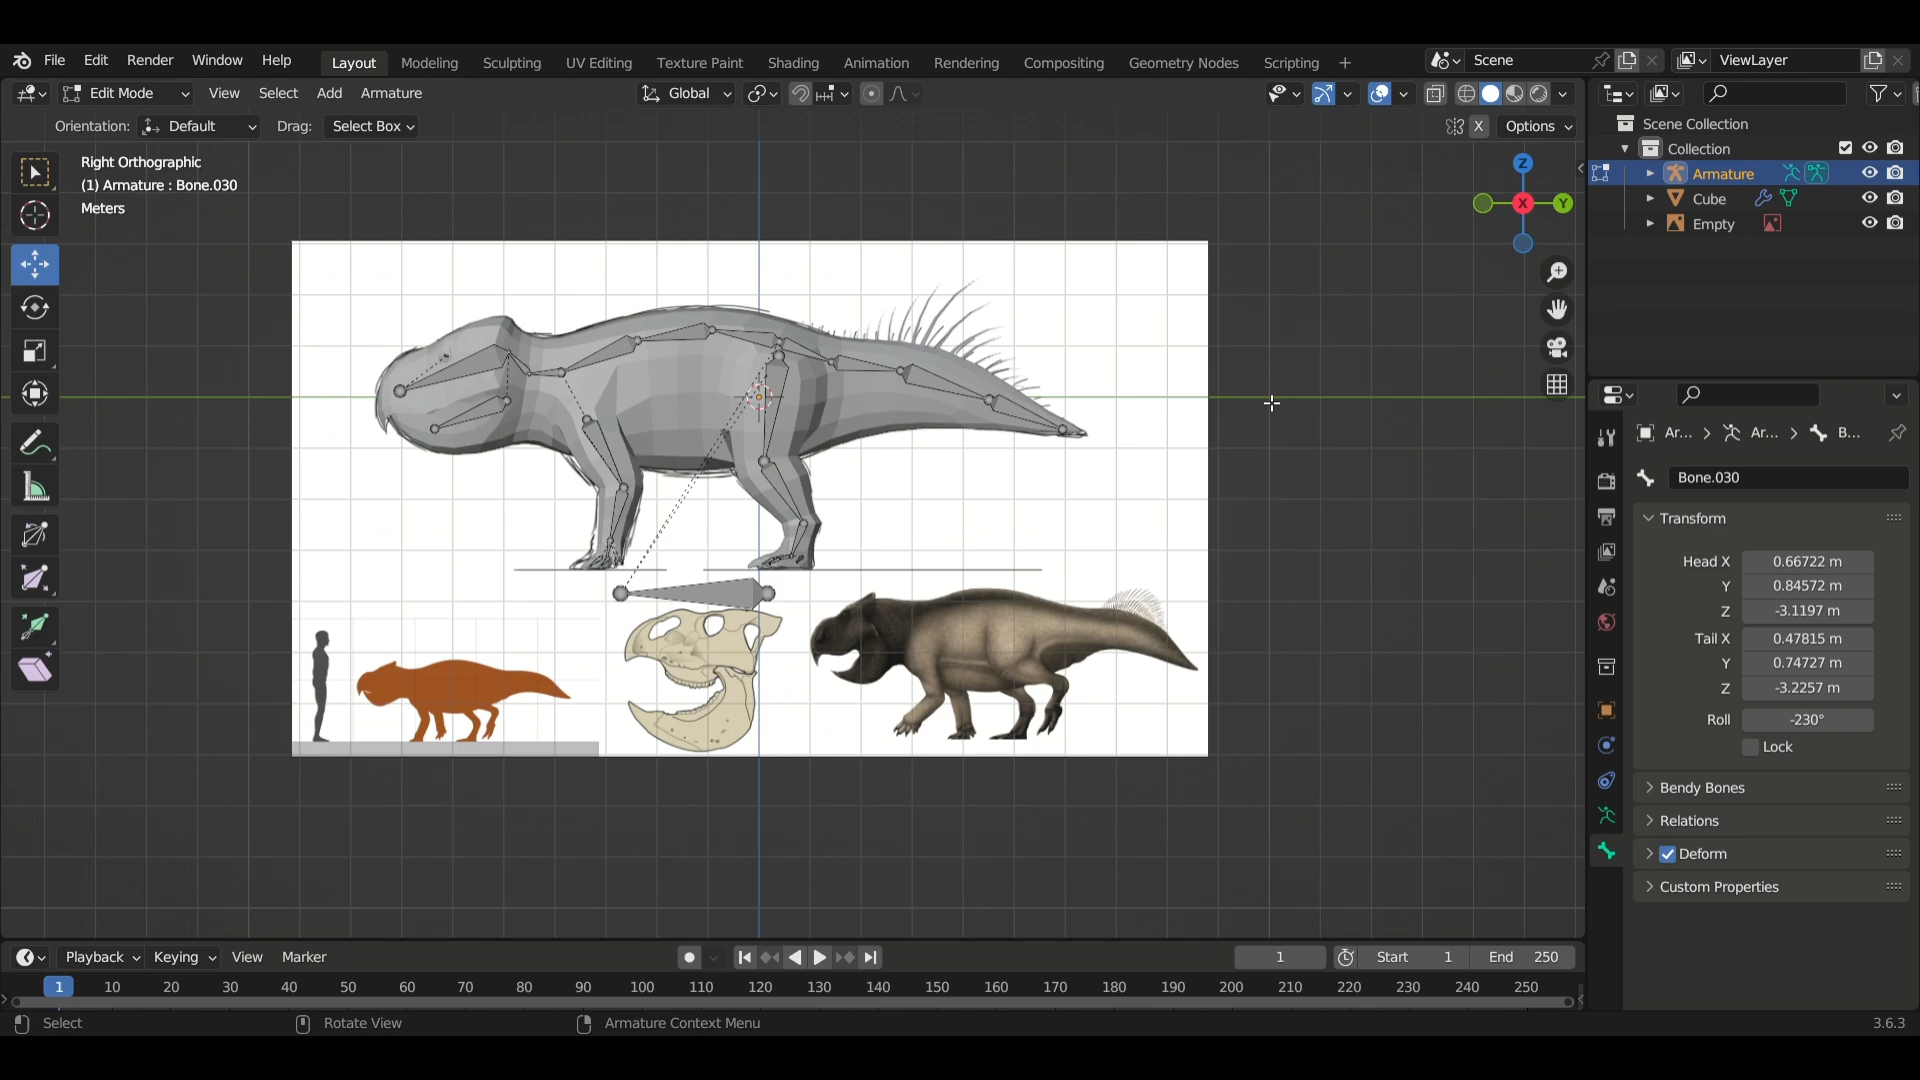 File Edit Render Window Help Layout Modeling Sculpting UV Editing Texture Paint Shading Animation Rendering Compositing Geometry Nodes Scripting + Scene ViewLayer
Edit Mode View Select Add Armature Global
Orientation: Default Drag: Select Box X Options
Right Orthographic
(1) Armature : Bone.030
Meters
Z
X
Y
Scene Collection
Collection
Armature
Cube
Empty
Ar... > Ar... > B...
Bone.030
Transform
Head X 0.66722 m
Y 0.84572 m
Z -3.1197 m
Tail X 0.47815 m
Y 0.74727 m
Z -3.2257 m
Roll -230°
Lock
Bendy Bones
Relations
Deform
Custom Properties
Playback Keying View Marker 1 Start 1 End 250
1 10 20 30 40 50 60 70 80 90 100 110 120 130 140 150 160 170 180 190 200 210 220 230 240 250
Select Rotate View Armature Context Menu 3.6.3